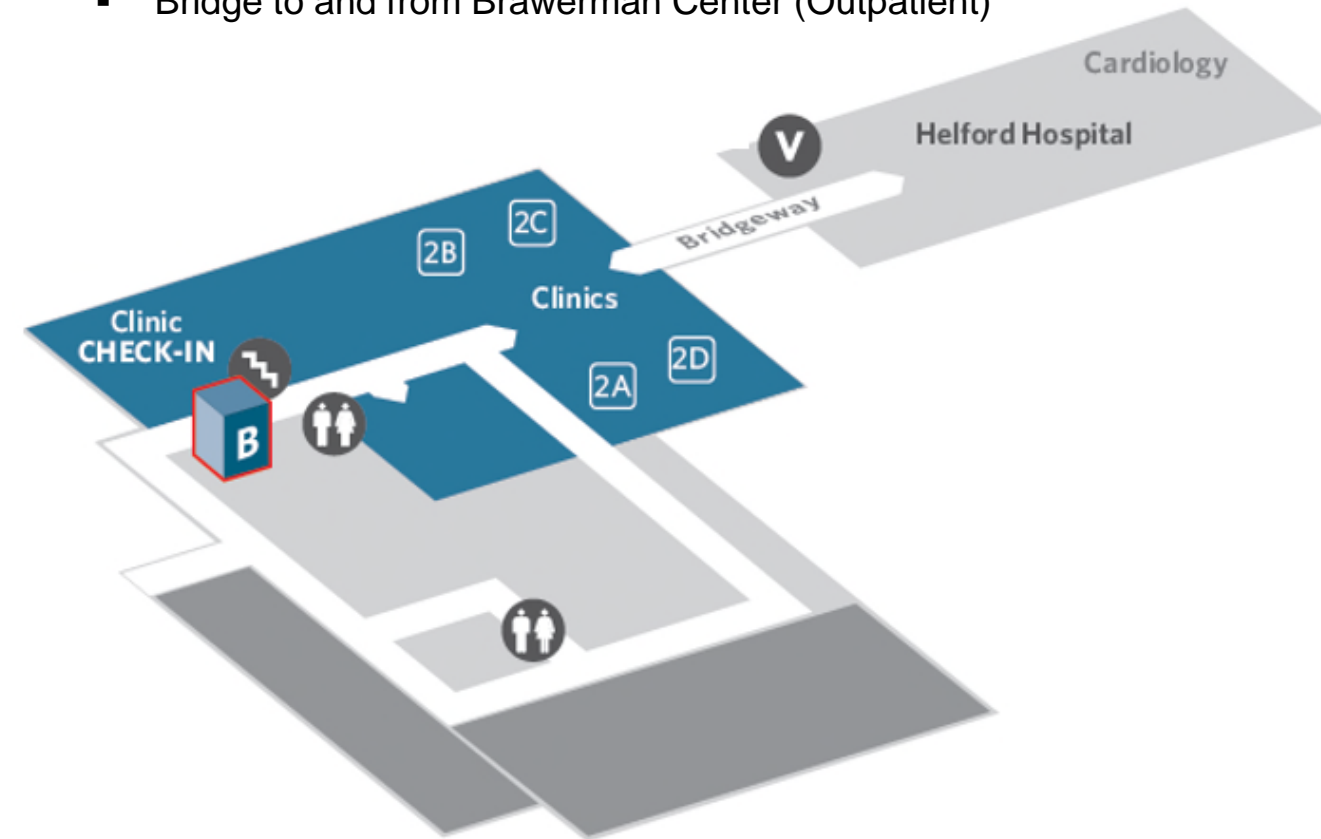 ▪ Bridge to and from Brawerman Center (Outpatient)
Cardiology
Helford Hospital
V
Bridgeway
2C
2B
Clinics
Clinic
CHECK-IN
2D
2A
B